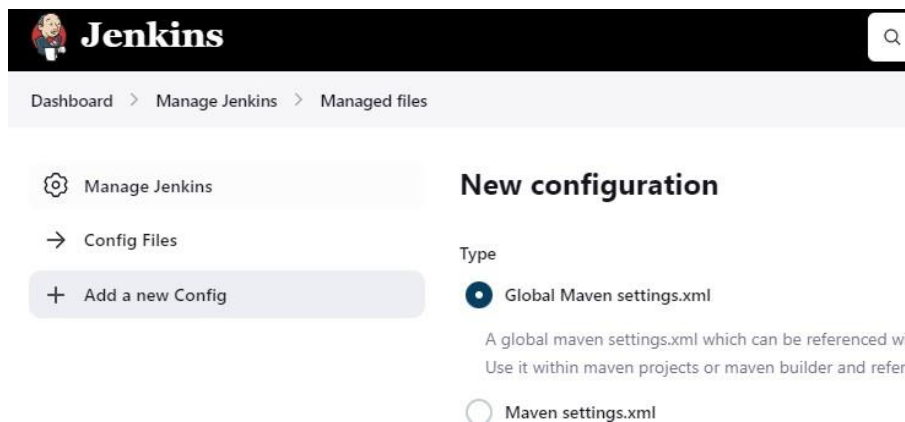 Jenkins
Dashboard > Manage Jenkins > Managed files
Manage Jenkins
Config Files
Add a new Config
New configuration
Type
Global Maven settings.xml
A global maven settings.xml which can be referenced
Use it within maven projects or maven builder and
Maven settings.xml